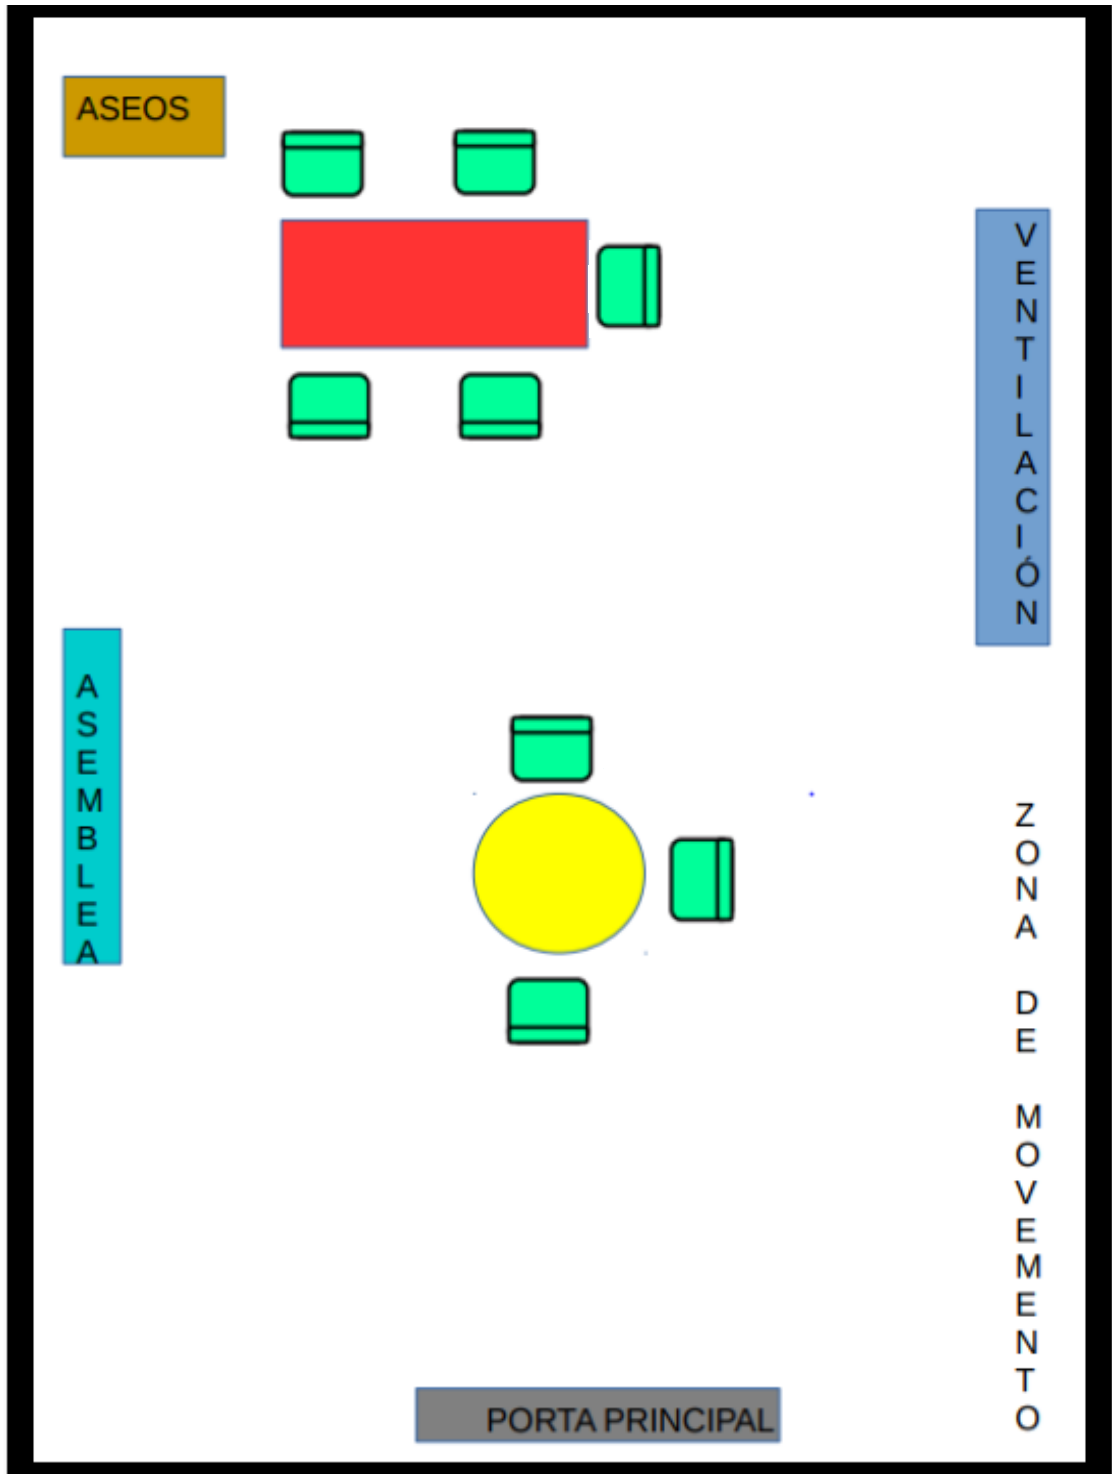 ASEOS
VENTILACIÓN
ASEMBLEA
ZONA DE MOVEMENTO
PORTA PRINCIPAL